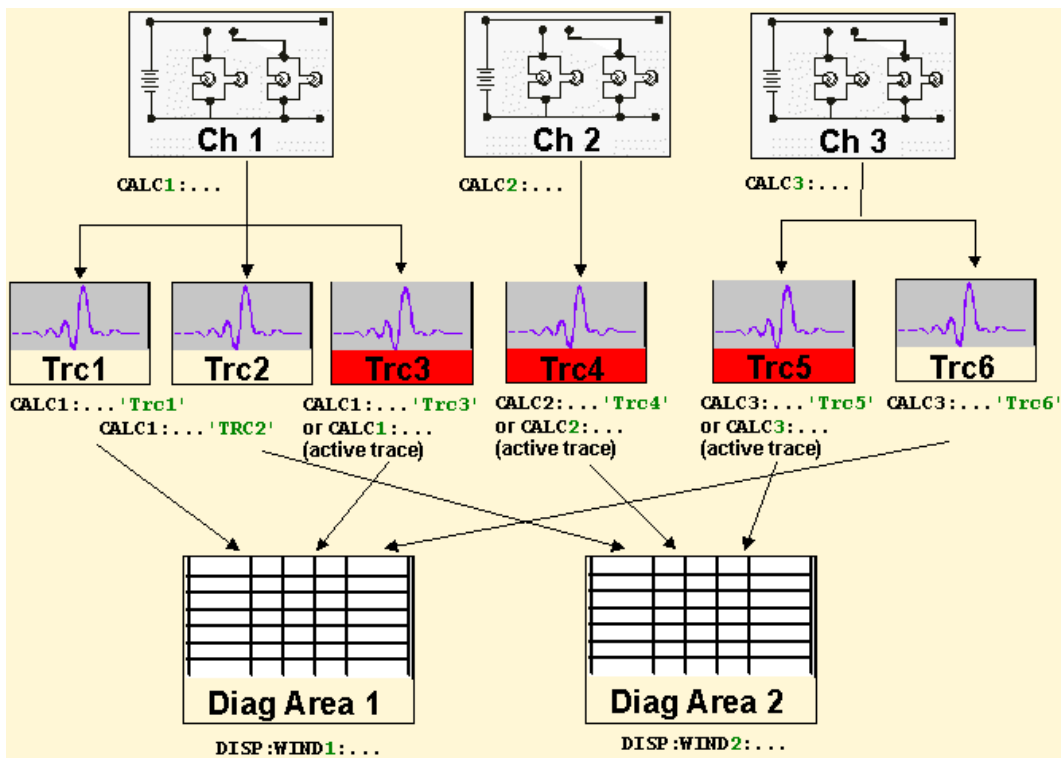 Ch 1
Ch 2
Ch 3
CALC1:...
CALC2:...
CALC3:...
Trc1
Trc2
Trc3
Trc4
Trc5
Trc6
CALC1:...'Trc1'
CALC1:...'TRC2'
CALC1:...'Trc3'
or CALC1:...
(active trace)
CALC2:...'Trc4'
or CALC2:...
(active trace)
CALC3:...'Trc5'
or CALC3:...
(active trace)
CALC3:...'Trc6'
Diag Area 1
Diag Area 2
DISP:WIND1:...
DISP:WIND2:...